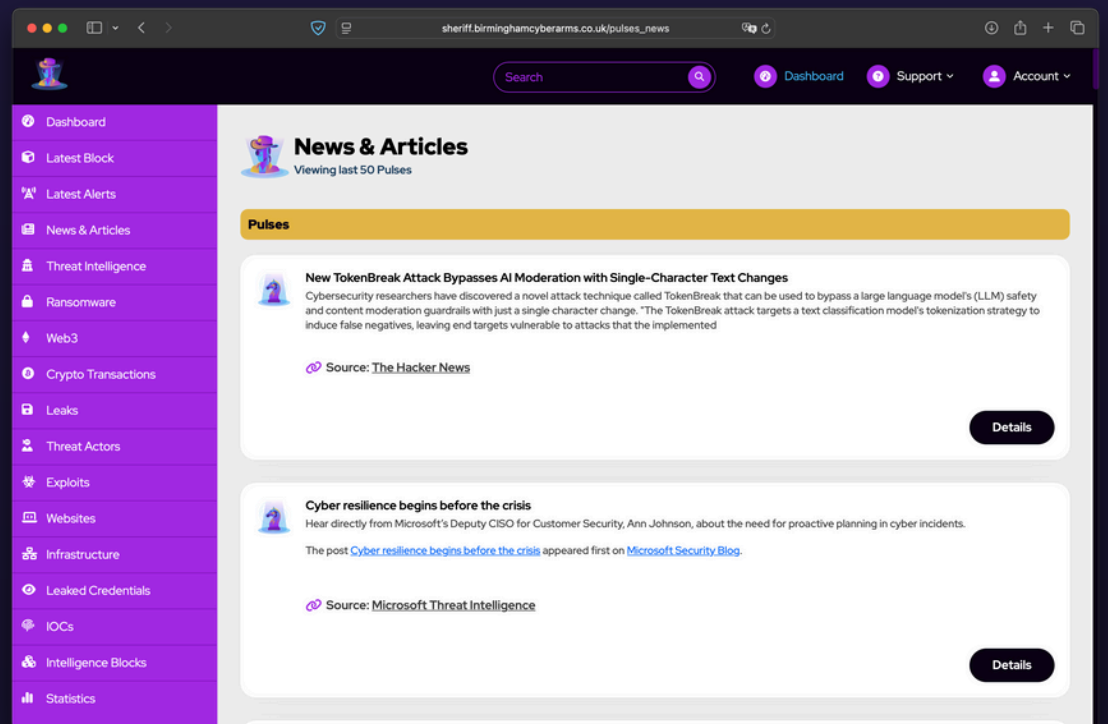 sheriff.birminghamcyberarms.co.uk/pulses_news
Search
Dashboard
Support
Account
Dashboard
Latest Block
Latest Alerts
News & Articles
Threat Intelligence
Ransomware
Web3
Crypto Transactions
Leaks
Threat Actors
Exploits
Websites
Infrastructure
Leaked Credentials
IOCs
Intelligence Blocks
Statistics
News & Articles
Viewing last 50 Pulses
Pulses
New TokenBreak Attack Bypasses AI Moderation with Single-Character Text Changes
Cybersecurity researchers have discovered a novel attack technique called TokenBreak that can be used to bypass a large language model's (LLM) safety
and content moderation guardrails with just a single character change. "The TokenBreak attack targets a text classification model's tokenization strategy to
induce false negatives, leaving end targets vulnerable to attacks that the implemented
Source: The Hacker News
Details
Cyber resilience begins before the crisis
Hear directly from Microsoft's Deputy CISO for Customer Security, Ann Johnson, about the need for proactive planning in cyber incidents.
The post Cyber resilience begins before the crisis appeared first on Microsoft Security Blog.
Source: Microsoft Threat Intelligence
Details